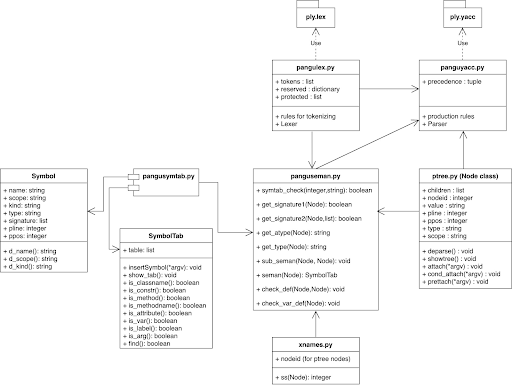 ply.lex
ply.yacc
Use
Use
pangulex.py
+ tokens : list
+ reserved : dictionary
+ protected : list
+ rules for tokenizing
+ Lexer
panguyacc.py
+ precedence : tuple
+ production rules
+ Parser
Symbol
+ name: string
+ scope: string
+ kind: string
+ type: string
+ signature: list
+ pline: integer
+ ppos: integer
+ d_name(): string
+ d_scope(): string
+ d_kind(): string
pangusymtab.py
SymbolTab
+ table: list
+ insertSymbol(*argv): void
+ show_tab(): void
+ is_classname(): boolean
+ is_constr(): boolean
+ is_method(): boolean
+ is_methodname(): boolean
+ is_attribute(): boolean
+ is_var(): boolean
+ is_label(): boolean
+ is_arg(): boolean
+ find(): boolean
panguseman.py
+ symtab_check(integer,string): boolean
+ get_signature1(Node): boolean
+ get_signature2(Node,list): boolean
+ get_atype(Node): string
+ get_type(Node): string
+ sub_seman(Node, Node): void
+ seman(Node): SymbolTab
+ check_def(Node,Node): void
+ check_var_def(Node): void
ptree.py (Node class)
+ children : list
+ nodeid : integer
+ value : string
+ pline : integer
+ ppos : integer
+ type : string
+ scope : string
+ deparse() : void
+ showtree() : void
+ attach(*argv) : void
+ cond_attach(*argv) : void
+ prettach(*argv) : void
xnames.py
+ nodeid (for ptree nodes)
+ ss(Node): integer